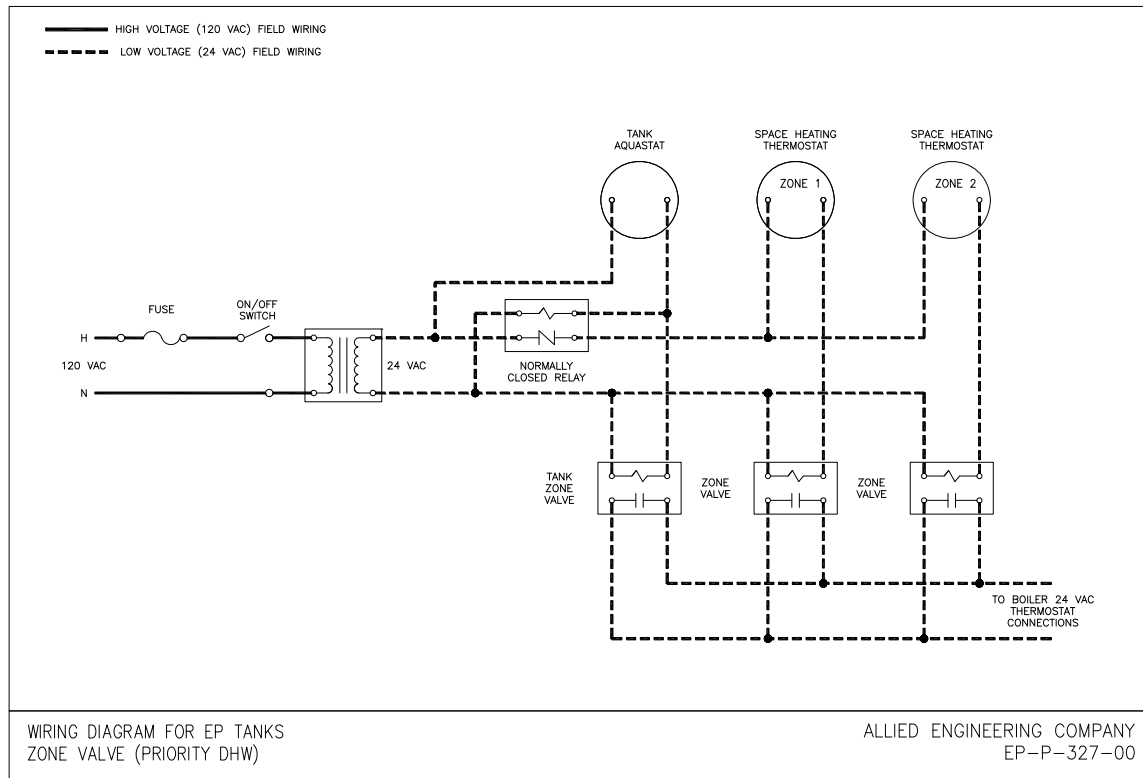 HIGH VOLTAGE (120 VAC) FIELD WIRING
LOW VOLTAGE (24 VAC) FIELD WIRING
TANK
AQUASTAT
SPACE HEATING
THERMOSTAT
SPACE HEATING
THERMOSTAT
ZONE 1
ZONE 2
FUSE
ON/OFF
SWITCH
H
120 VAC
N
24 VAC
NORMALLY
CLOSED RELAY
TANK
ZONE
VALVE
ZONE
VALVE
ZONE
VALVE
TO BOILER 24 VAC
THERMOSTAT
CONNECTIONS
WIRING DIAGRAM FOR EP TANKS
ZONE VALVE (PRIORITY DHW)
ALLIED ENGINEERING COMPANY
EP-P-327-00